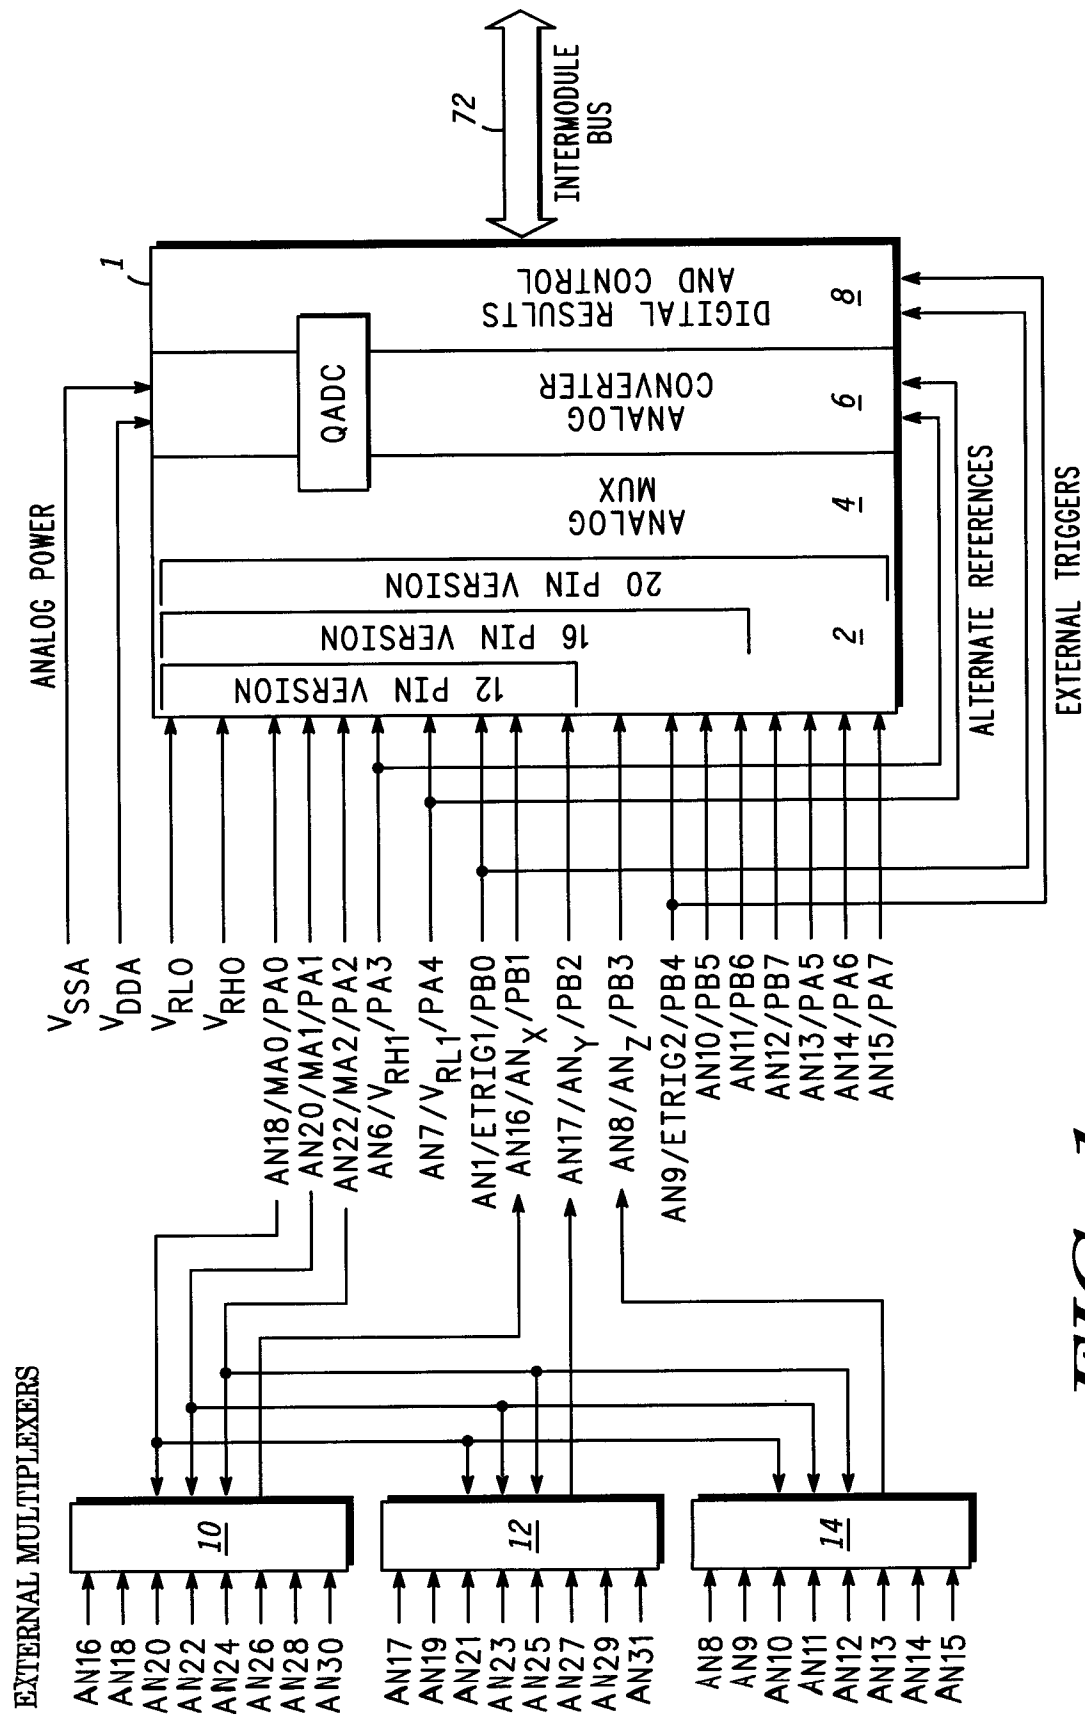 EXTERNAL MULTIPLEXERS
AN16
AN18
AN20
AN22
AN24
AN26
AN28
AN30
10
AN17
AN19
AN21
AN23
AN25
AN27
AN29
AN31
12
AN8
AN9
AN10
AN11
AN12
AN13
AN14
AN15
14
ANALOG POWER
VSSA
VDDA
VRL0
VRH0
AN18/MA0/PA0
AN20/MA1/PA1
AN22/MA2/PA2
AN6/VRH1/PA3
AN7/VRL1/PA4
AN1/ETRIG1/PB0
AN16/ANX/PB1
AN17/ANY/PB2
AN8/ANZ/PB3
AN9/ETRIG2/PB4
AN10/PB5
AN11/PB6
AN12/PB7
AN13/PA5
AN14/PA6
AN15/PA7
12 PIN VERSION
16 PIN VERSION
20 PIN VERSION
2
ANALOG
MUX
4
QADC
ANALOG
CONVERTER
6
DIGITAL RESULTS
AND CONTROL
8
1
72
INTERMODULE
BUS
ALTERNATE REFERENCES
EXTERNAL TRIGGERS